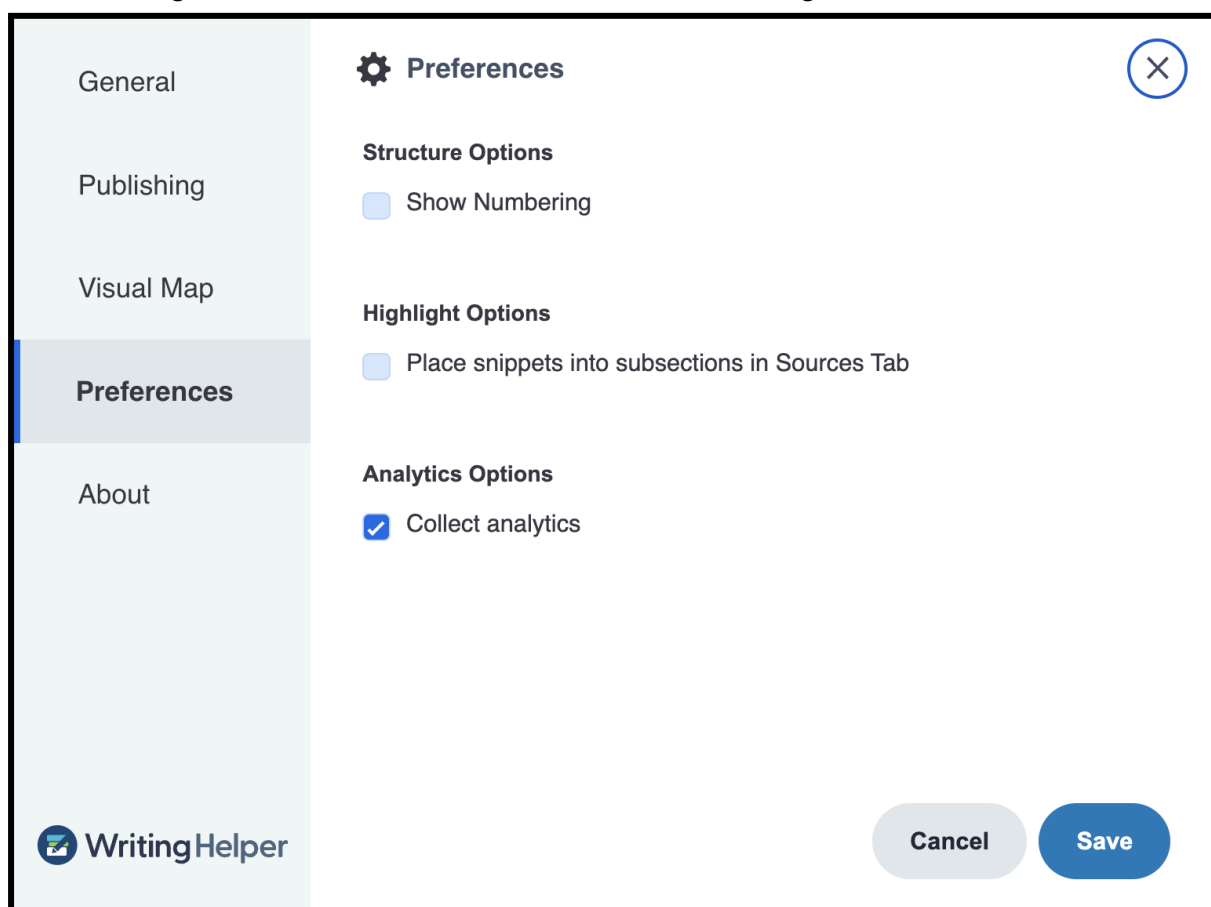 General
Publishing
Visual Map
Preferences
About
WritingHelper
Preferences
Structure Options
Show Numbering
Highlight Options
Place snippets into subsections in Sources Tab
Analytics Options
Collect analytics
Cancel
Save